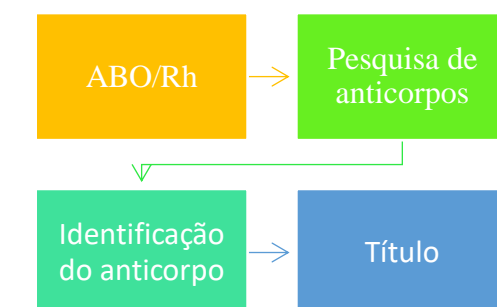 ABO/Rh
Pesquisa de
anticorpos
Identificação
do anticorpo
Título